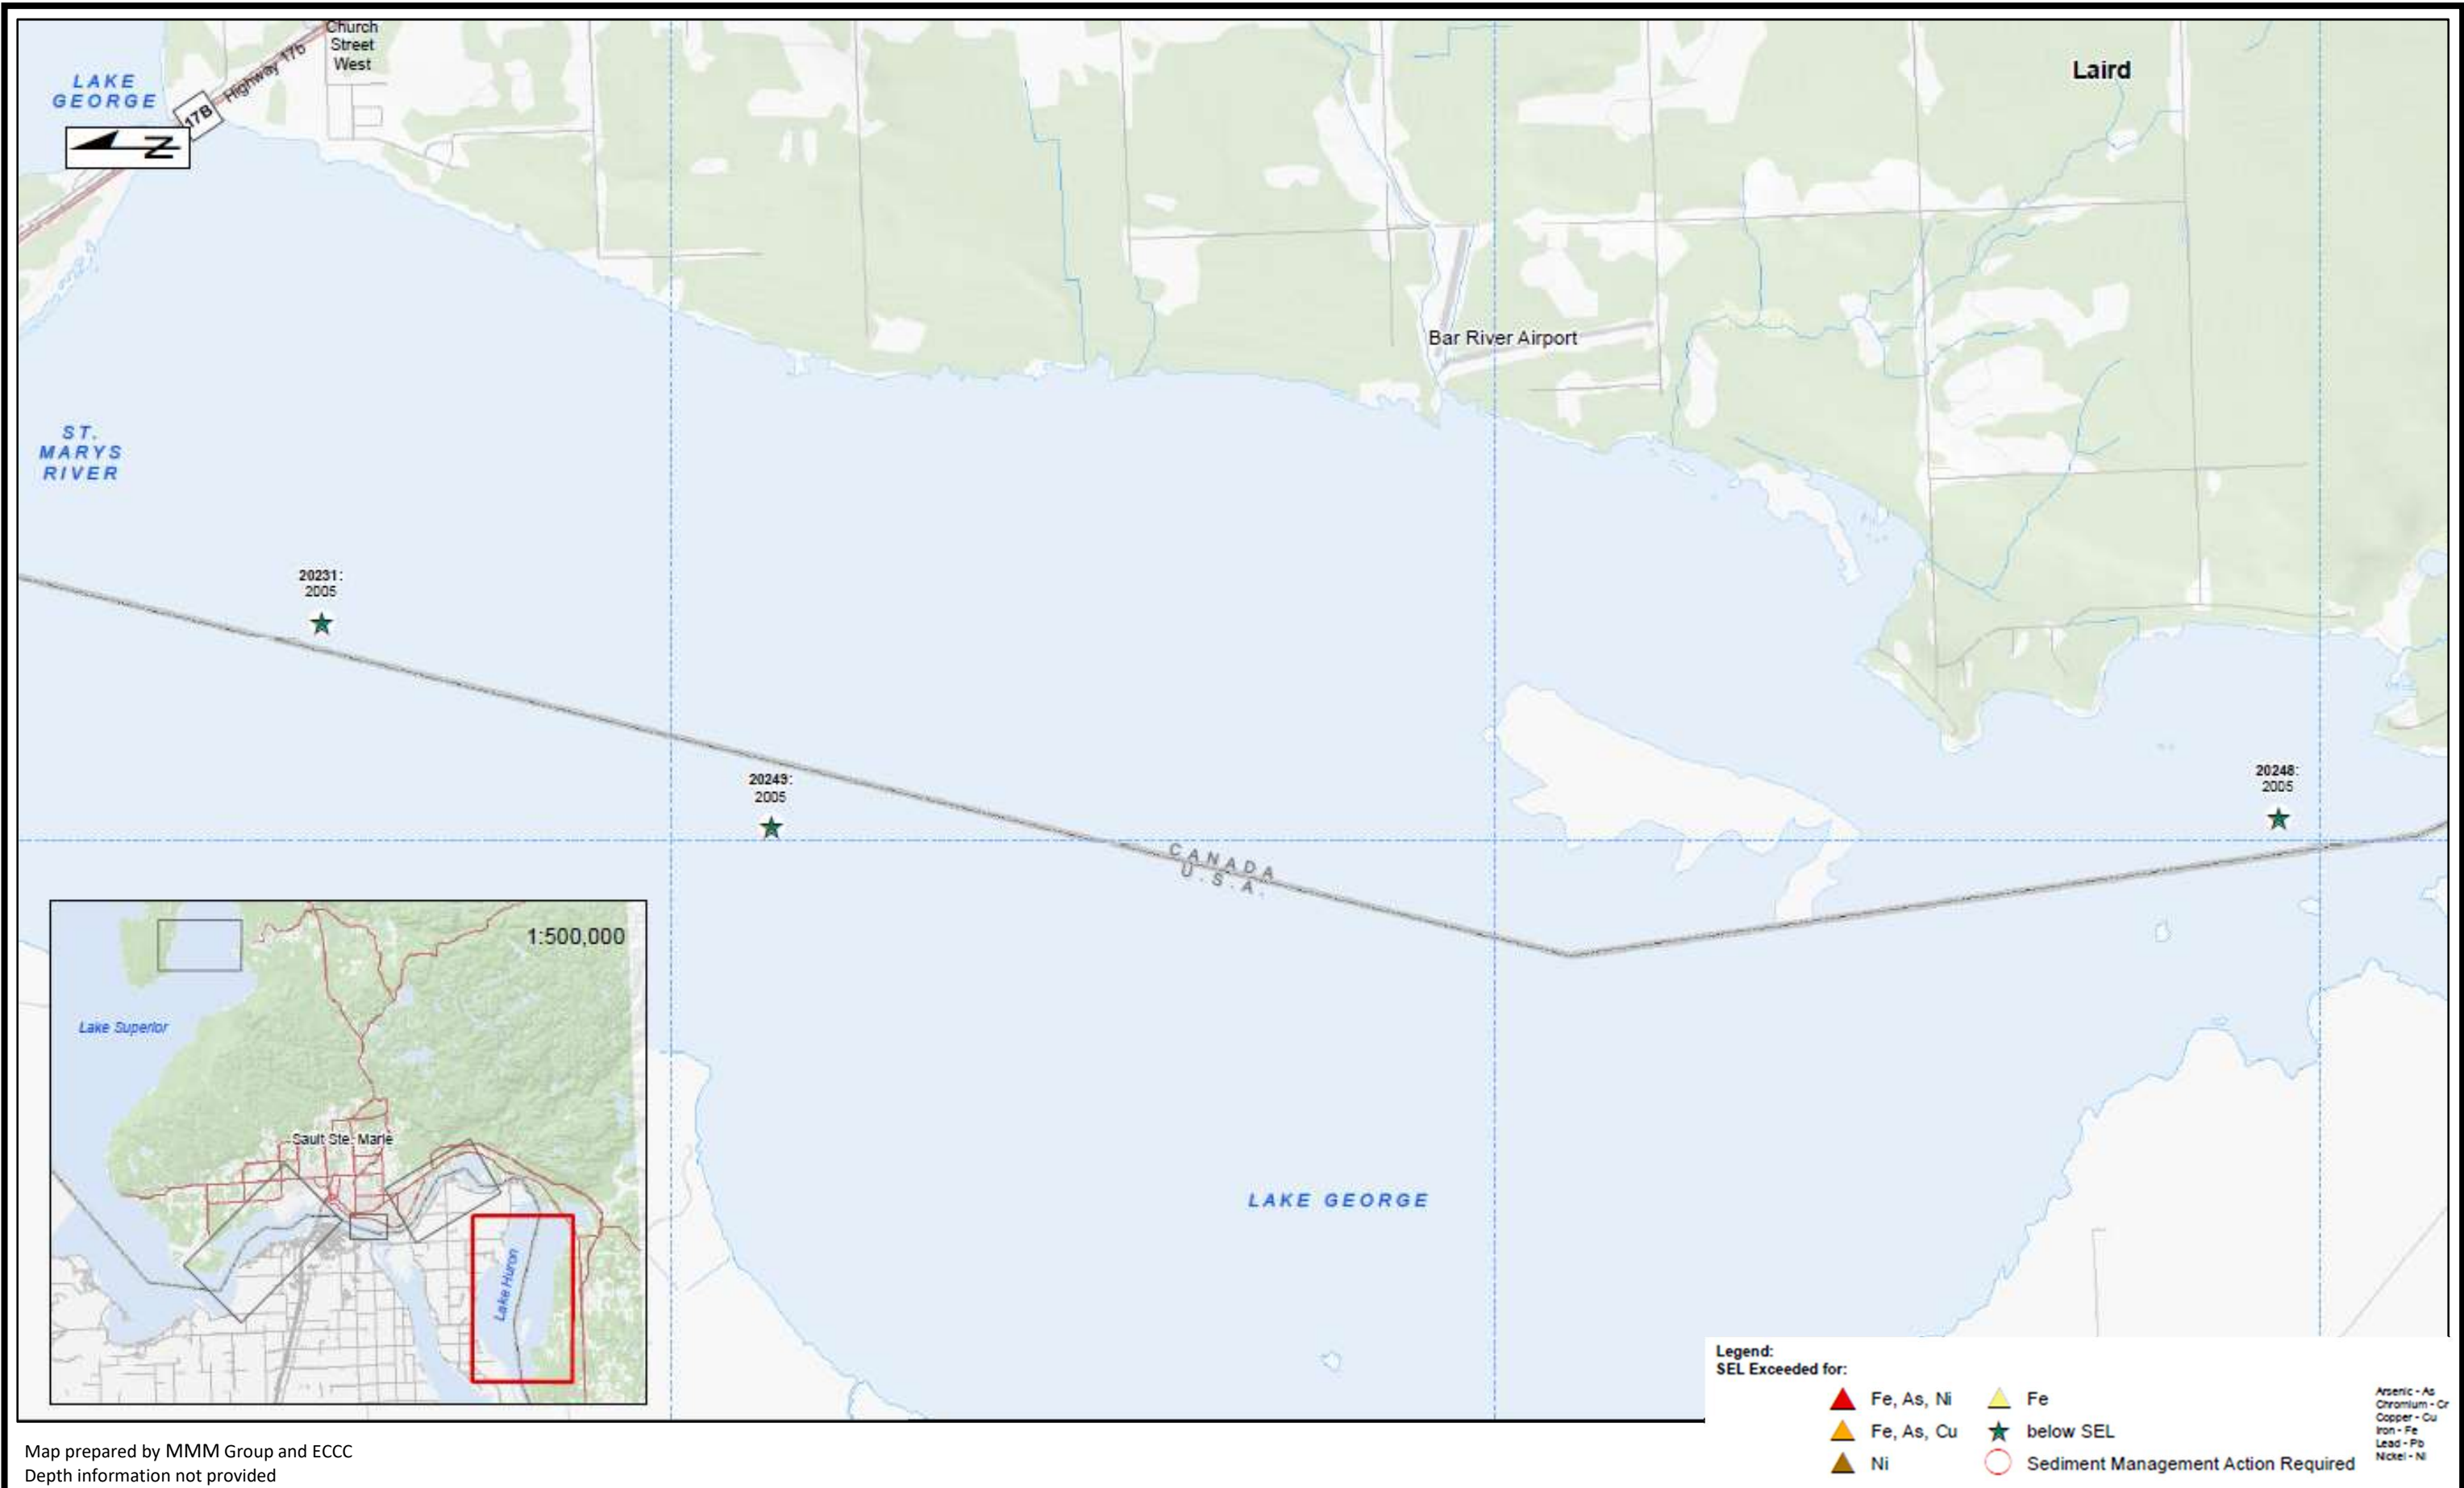 Church
Street
West
LAKE
GEORGE
Highway 17b
17B
N
Laird
Bar River Airport
ST.
MARYS
RIVER
20231:
2005
20249:
2005
20248:
2005
CANADA
U.S.A.
1:500,000
Lake Superior
Sault Ste. Marie
Lake Huron
LAKE GEORGE
Legend:
SEL Exceeded for:
Fe, As, Ni
Fe
Fe, As, Cu
below SEL
Ni
Sediment Management Action Required
Arsenic - As
Chromium - Cr
Copper - Cu
Iron - Fe
Lead - Pb
Nickel - Ni
Map prepared by MMM Group and ECCC
Depth information not provided